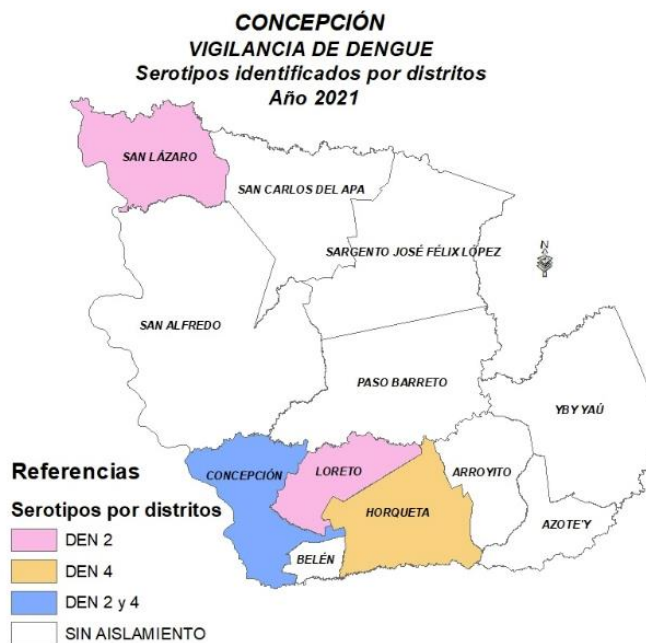 CONCEPCIÓN
VIGILANCIA DE DENGUE
Serotipos identificados por distritos
Año 2021
SAN LÁZARO
SAN CARLOS DEL APA
SARGENTO JOSÉ FÉLIX LÓPEZ
N
SAN ALFREDO
PASO BARRETO
YBY YAÚ
CONCEPCIÓN
LORETO
ARROYITO
HORQUETA
AZOTE'Y
BELÉN
Referencias
Serotipos por distritos
DEN 2
DEN 4
DEN 2 y 4
SIN AISLAMIENTO